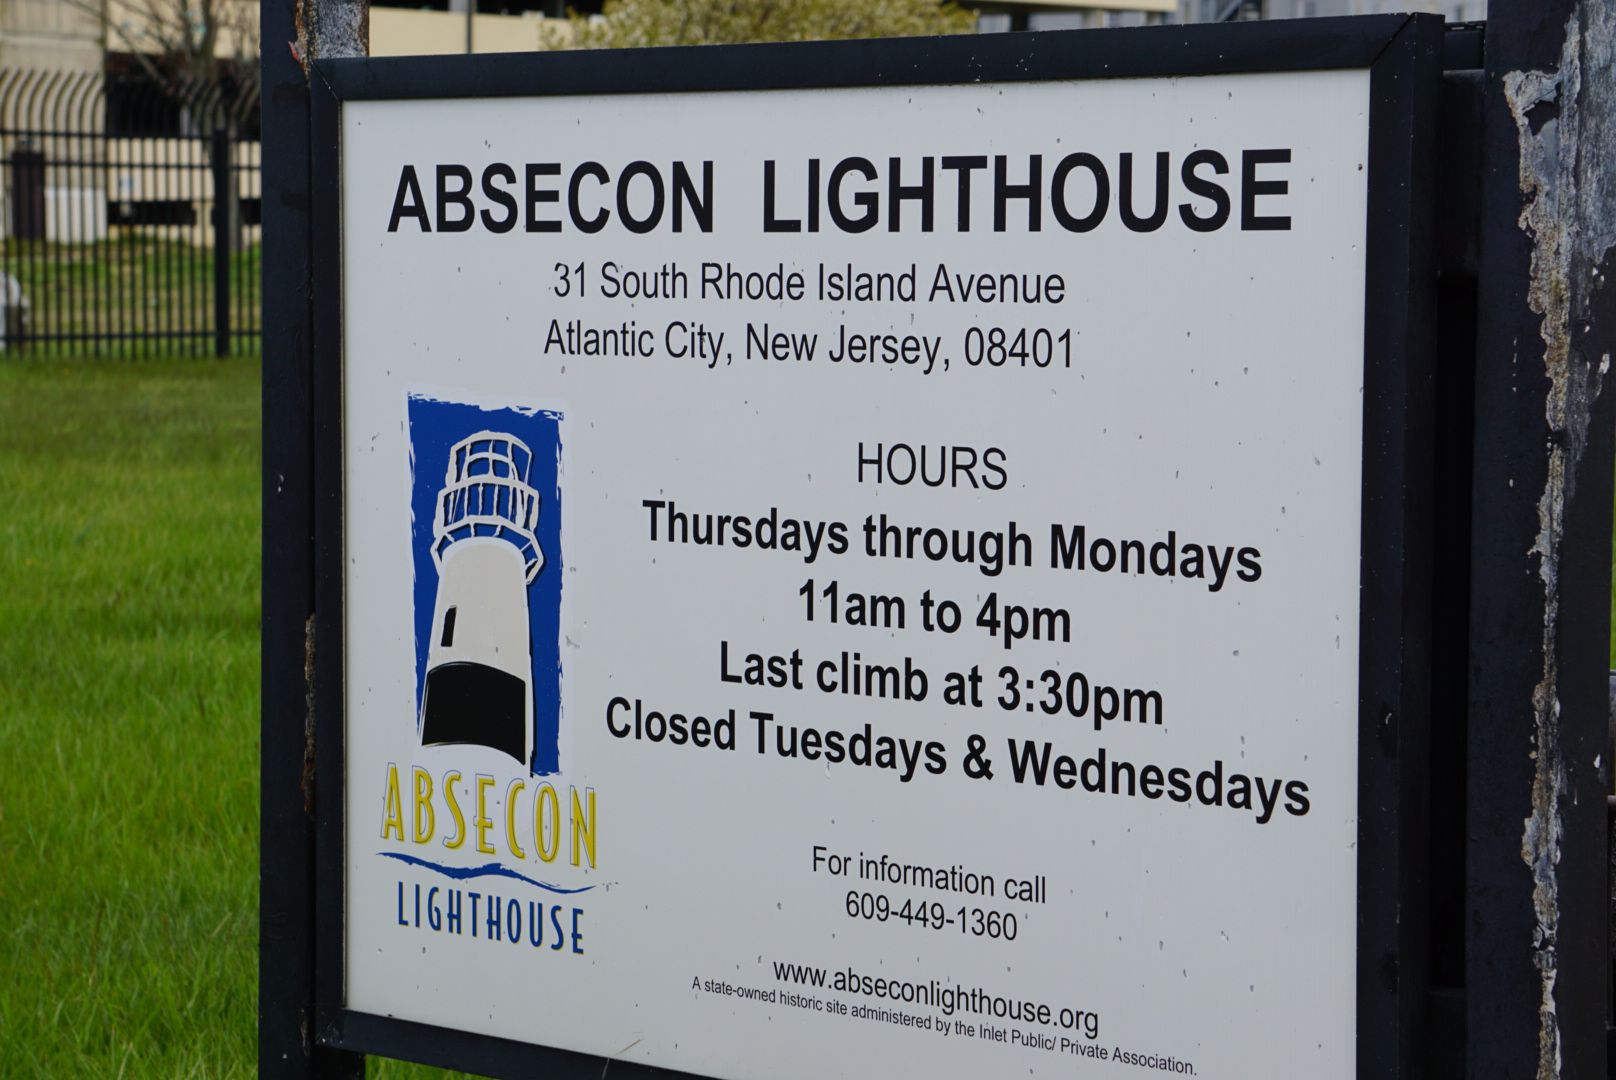 ABSECON LIGHTHOUSE
31 South Rhode Island Avenue
Atlantic City, New Jersey, 08401
HOURS
Thursdays through Mondays
11am to 4pm
Last climb at 3:30pm
Closed Tuesdays & Wednesdays
ABSECON
LIGHTHOUSE
For information call
609-449-1360
www.abseconlighthouse.org
A state-owned historic site administered by the Inlet Public/ Private Association.